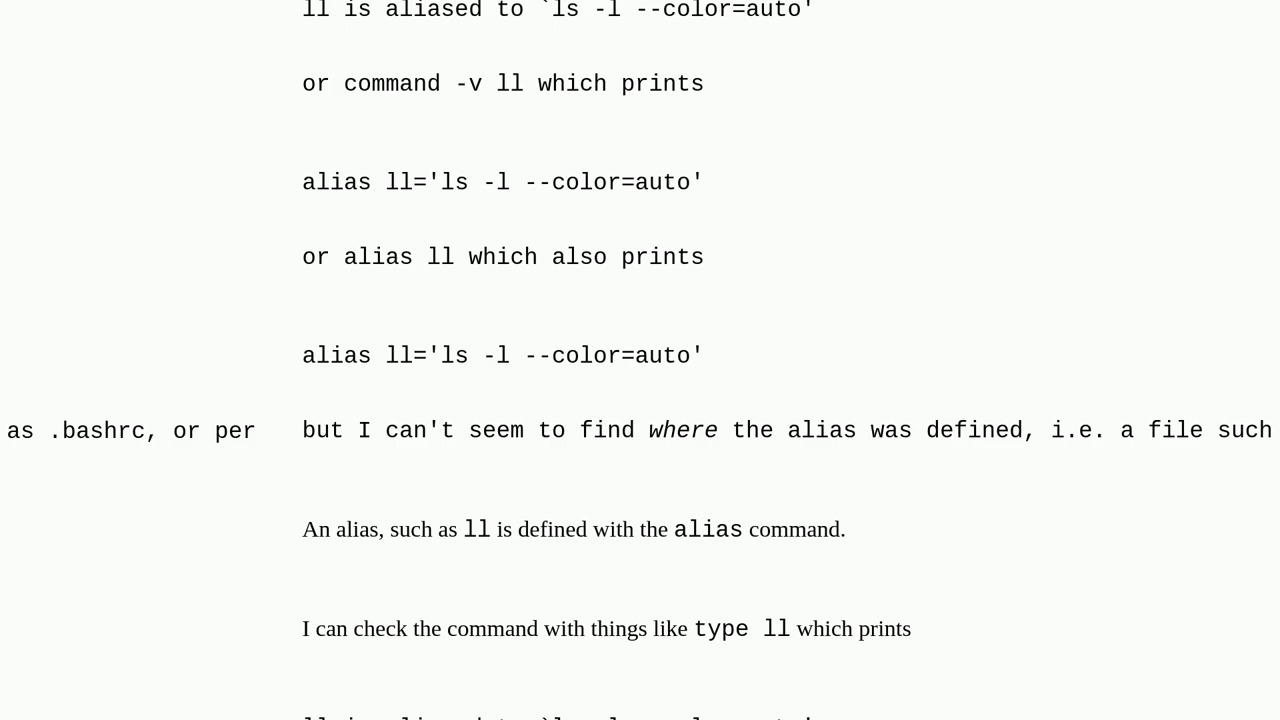 ll is aliased to `ls -l --color=auto'
or command -v ll which prints
alias ll='ls -l --color=auto'
or alias ll which also prints
alias ll='ls -l --color=auto'
as .bashrc, or per
but I can't seem to find where the alias was defined, i.e. a file such
An alias, such as ll is defined with the alias command.
I can check the command with things like type ll which prints